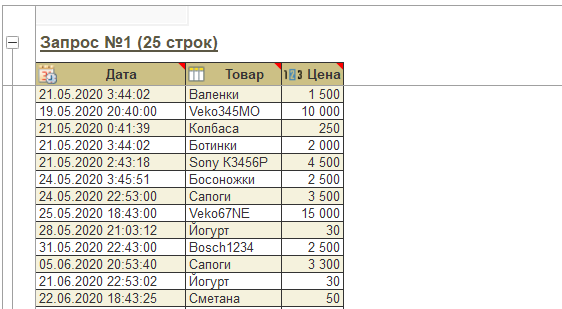 Запрос №1 (25 строк)
Дата Товар Цена
21.05.2020 3:44:02 Валенки 1 500
19.05.2020 20:40:00 Veko345MO 10 000
21.05.2020 0:41:39 Колбаса 250
21.05.2020 3:44:02 Ботинки 2 000
21.05.2020 2:43:18 Sony К3456Р 4 500
24.05.2020 3:45:51 Босоножки 2 500
24.05.2020 22:53:00 Сапоги 3 500
25.05.2020 18:43:00 Veko67NE 15 000
28.05.2020 21:03:12 Йогурт 30
31.05.2020 22:43:00 Bosch1234 2 500
05.06.2020 20:53:40 Сапоги 3 300
21.06.2020 22:53:02 Йогурт 30
22.06.2020 18:43:25 Сметана 50